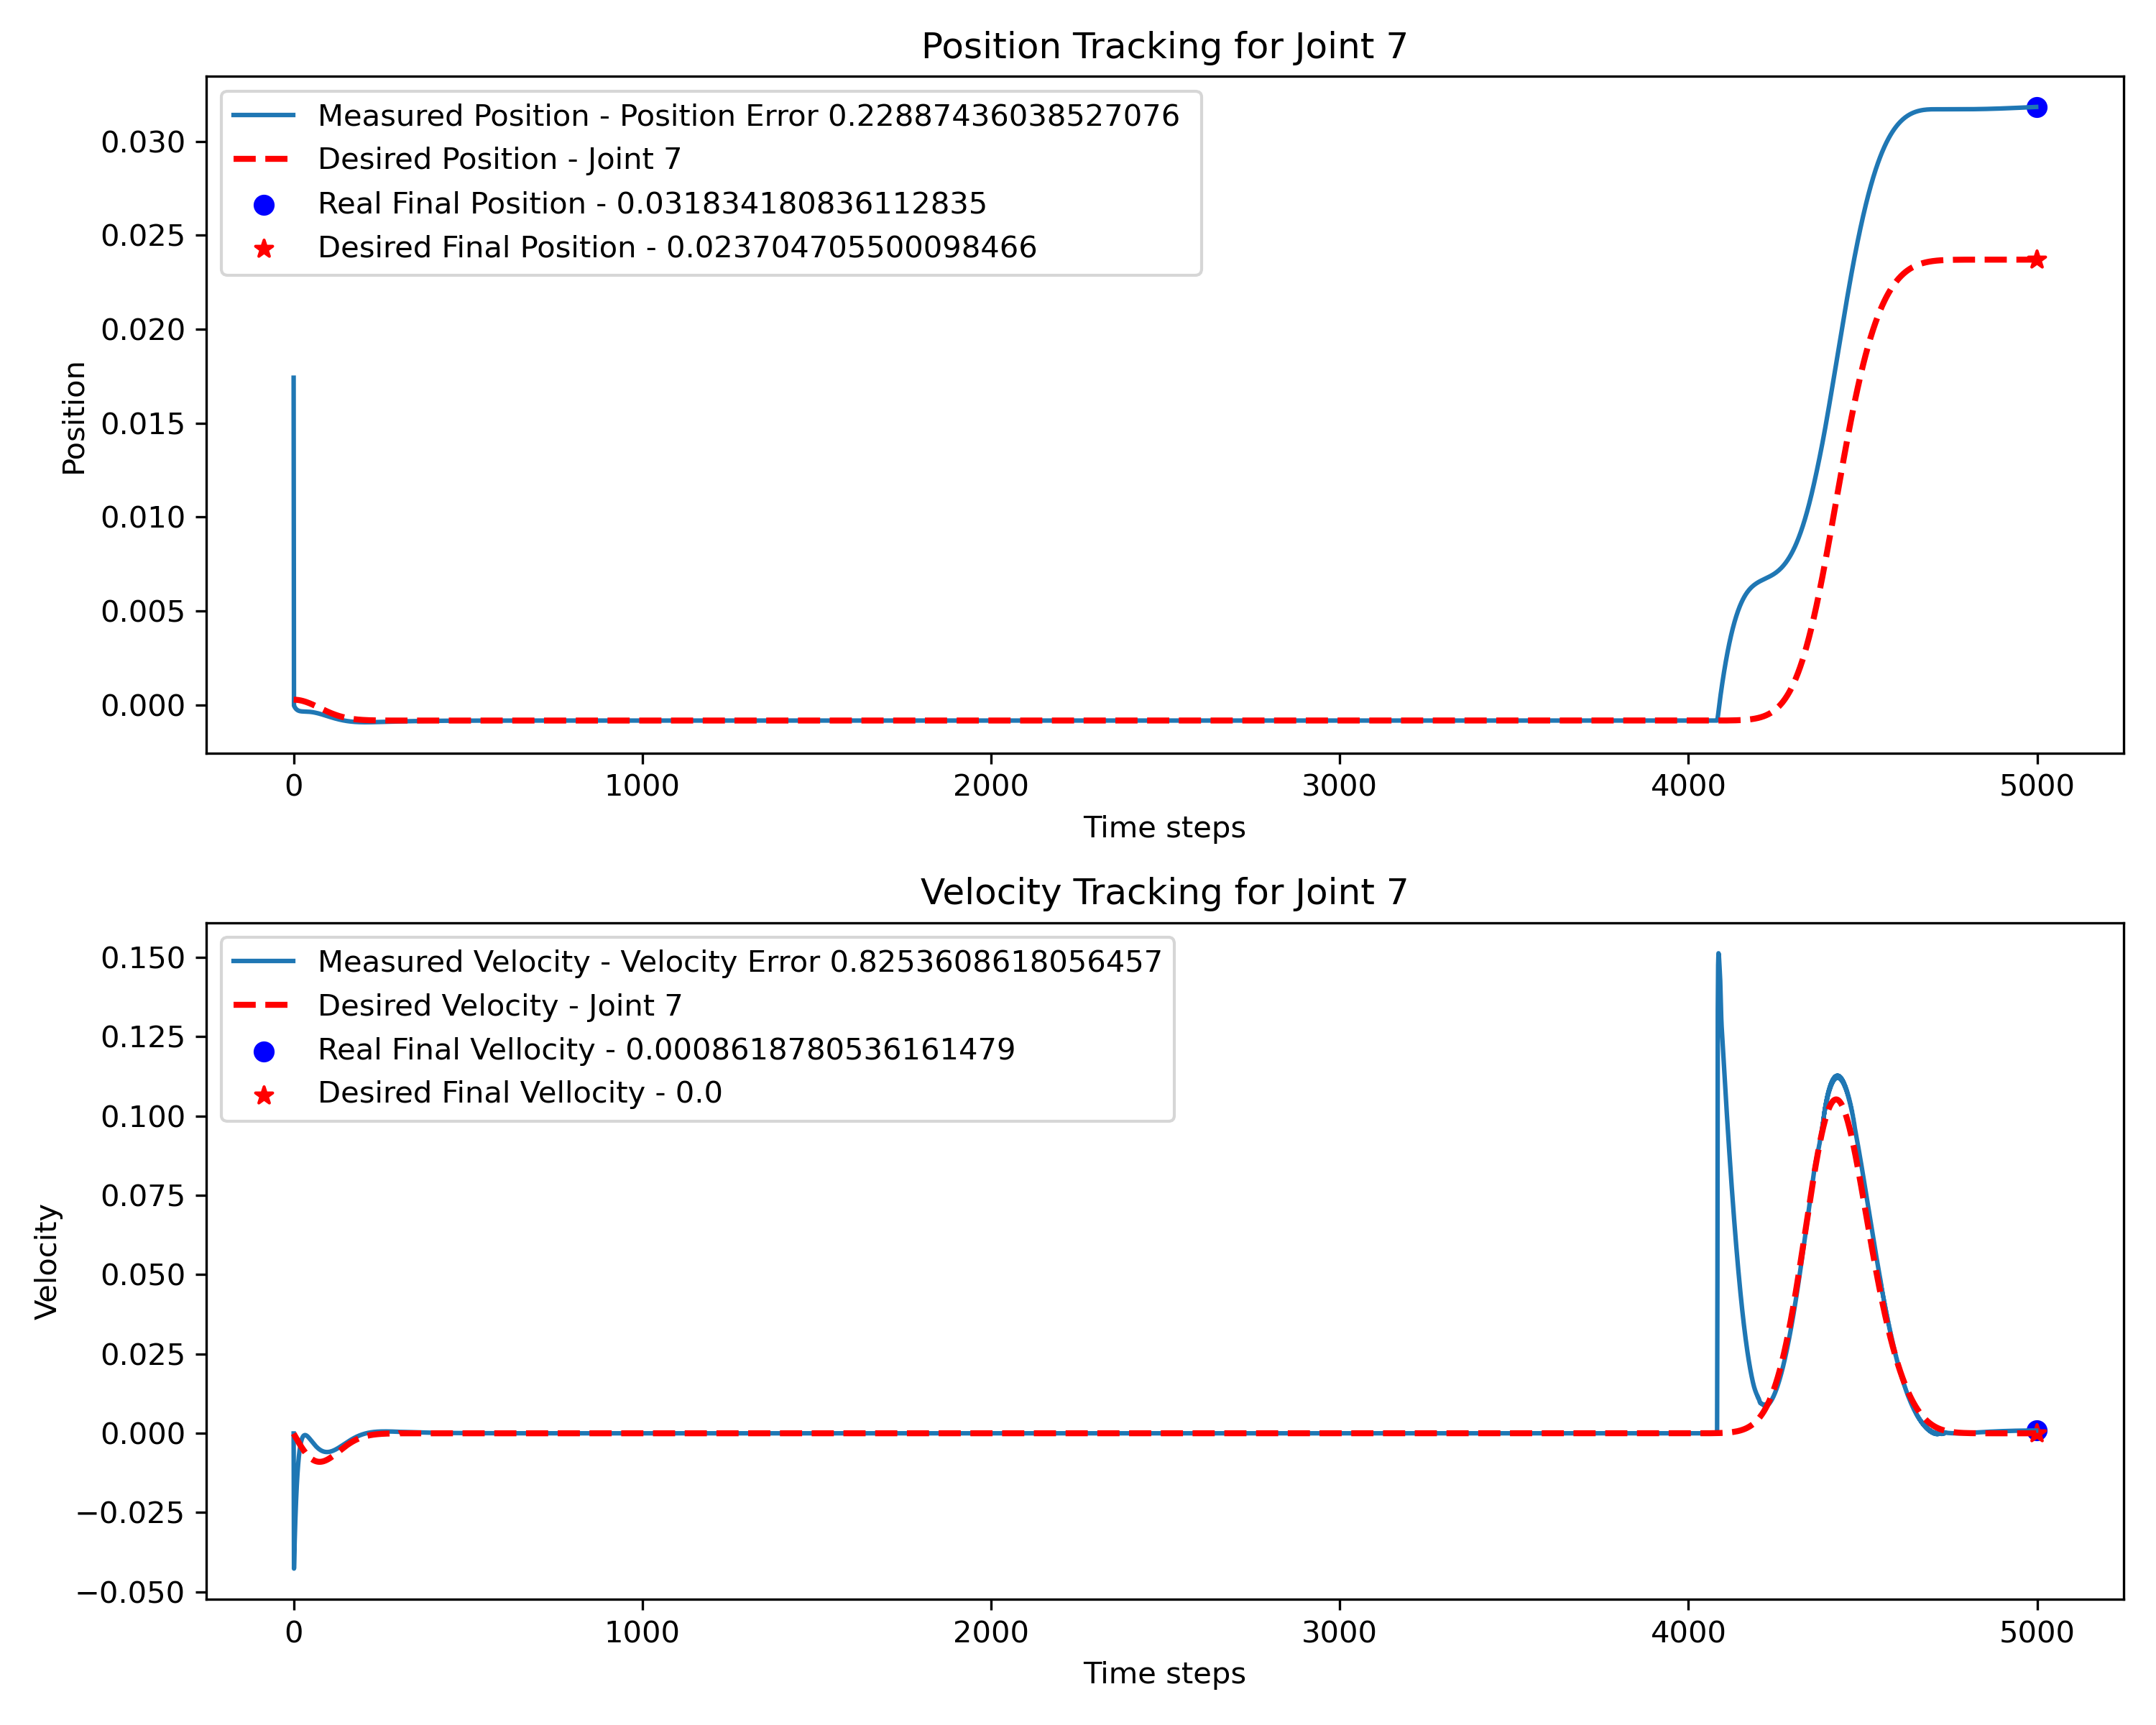 Position Tracking for Joint 7
Measured Position - Position Error 0.22887436038527076
Desired Position - Joint 7
Real Final Position - 0.031834180836112835
Desired Final Position - 0.023704705500098466
0.030
0.025
0.020
0.015
0.010
0.005
0.000
Position
0 1000 2000 3000 4000 5000
Time steps
Velocity Tracking for Joint 7
Measured Velocity - Velocity Error 0.8253608618056457
Desired Velocity - Joint 7
Real Final Vellocity - 0.0008618780536161479
Desired Final Vellocity - 0.0
0.150
0.125
0.100
0.075
0.050
0.025
0.000
−0.025
−0.050
Velocity
0 1000 2000 3000 4000 5000
Time steps